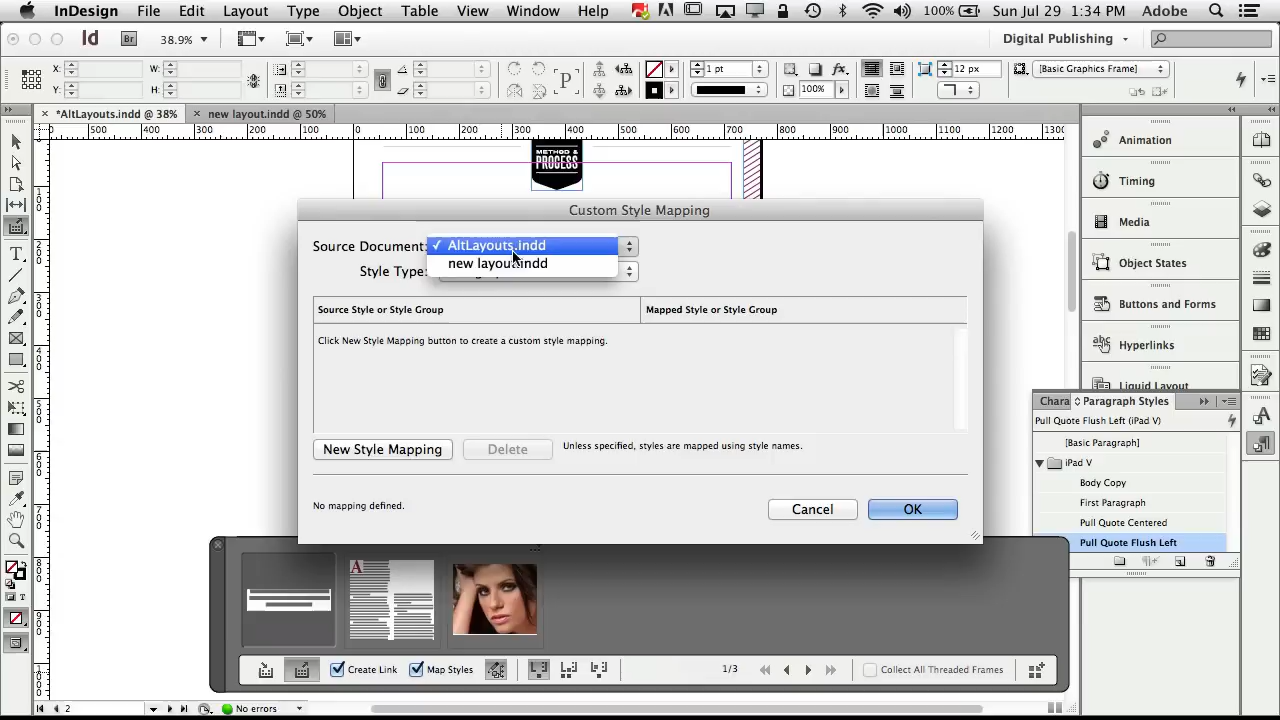 InDesign File Edit Layout Type Object Table View Window Help 100% Sun Jul 29 1:34 PM Adobe
Id Br 38.9% Digital Publishing
X: W: 1 pt fx 12 px [Basic Graphics Frame]
Y: H: P 100%
*AltLayouts.indd @ 38% new layout.indd @ 50%
500 400 300 200 100 0 100 200 300 400 500 600 700 800 900 1000 1100 1200 1300
METHOD &
PROCESS
Animation
Timing
Media
Object States
Buttons and Forms
Hyperlinks
Liquid Layout
Custom Style Mapping
Source Document: AltLayouts.indd
new layout.indd
Style Type:
Source Style or Style Group Mapped Style or Style Group
Click New Style Mapping button to create a custom style mapping.
New Style Mapping Delete Unless specified, styles are mapped using style names.
No mapping defined. Cancel OK
Chara Paragraph Styles
Pull Quote Flush Left (iPad V)
[Basic Paragraph]
iPad V
Body Copy
First Paragraph
Pull Quote Centered
Pull Quote Flush Left
A
Create Link Map Styles 1/3 Collect All Threaded Frames
2 No errors